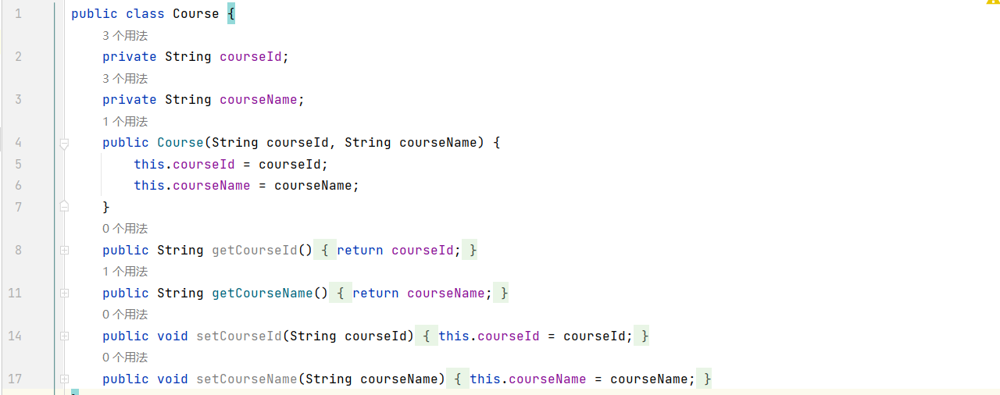 1 public class Course {
3 个用法
2 private String courseId;
3 个用法
3 private String courseName;
1 个用法
4 public Course(String courseId, String courseName) {
5 this.courseId = courseId;
6 this.courseName = courseName;
7 }
0 个用法
8 public String getCourseId() { return courseId; }
1 个用法
11 public String getCourseName() { return courseName; }
0 个用法
14 public void setCourseId(String courseId) { this.courseId = courseId; }
0 个用法
17 public void setCourseName(String courseName) { this.courseName = courseName; }